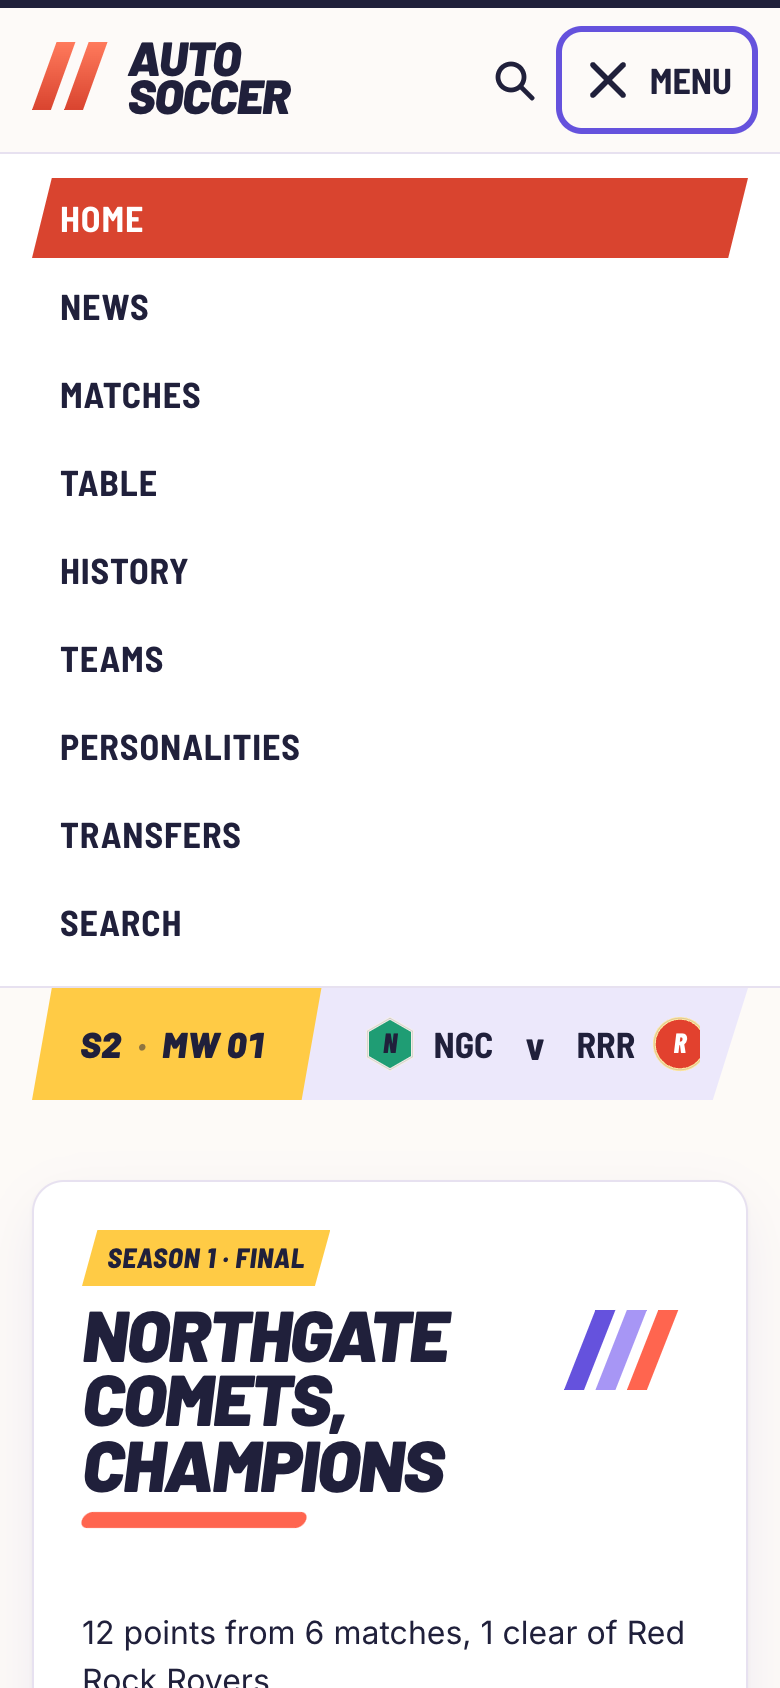 AUTO
SOCCER
MENU
HOME
NEWS
MATCHES
TABLE
HISTORY
TEAMS
PERSONALITIES
TRANSFERS
SEARCH
S2 · MW 01 N NGC v RRR R
SEASON 1 · FINAL
NORTHGATE
COMETS,
CHAMPIONS
12 points from 6 matches, 1 clear of Red
Rock Rovers